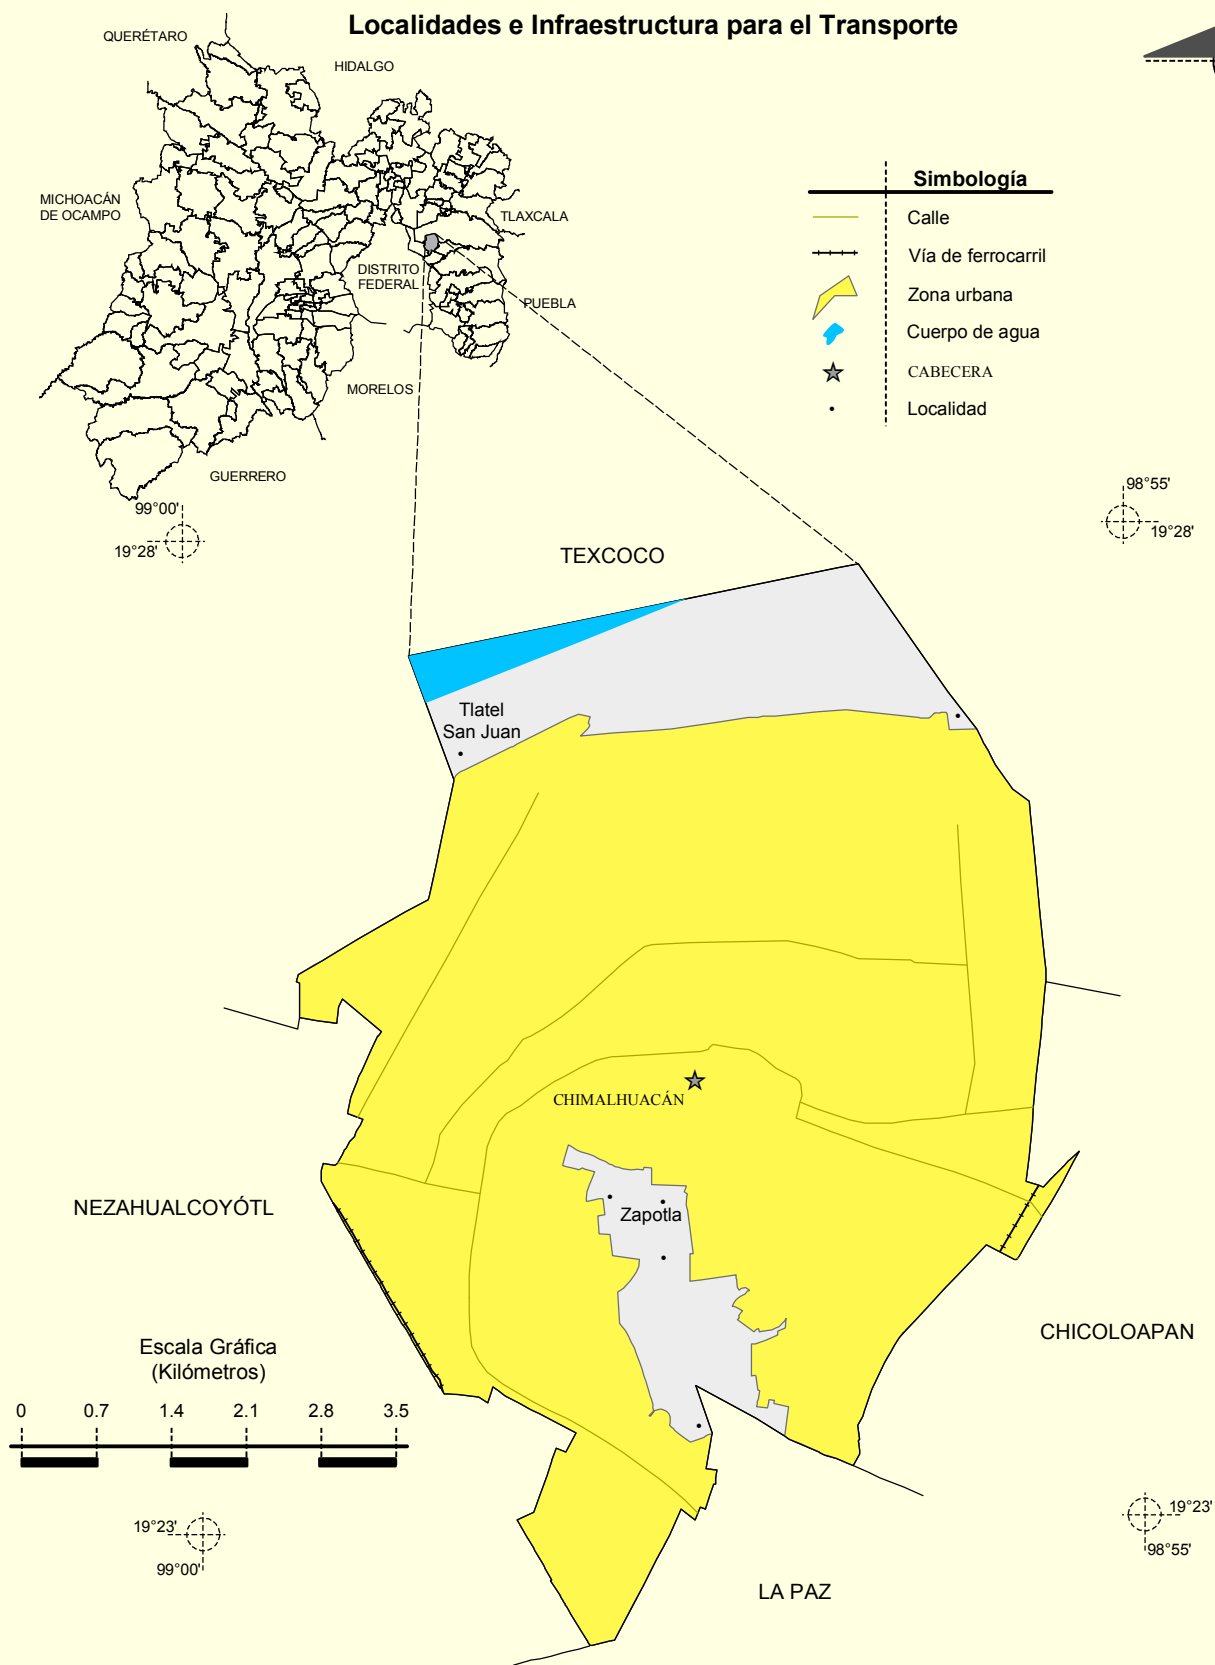 Localidades e Infraestructura para el Transporte
QUERÉTARO
HIDALGO
MICHOACÁN
DE OCAMPO
TLAXCALA
DISTRITO
FEDERAL
PUEBLA
MORELOS
GUERRERO
Simbología
Calle
Vía de ferrocarril
Zona urbana
Cuerpo de agua
CABECERA
Localidad
99°00'
19°28'
98°55'
19°28'
TEXCOCO
Tlatel
San Juan
CHIMALHUACÁN
NEZAHUALCOYÓTL
Zapotla
CHICOLOAPAN
Escala Gráfica
(Kilómetros)
0 0.7 1.4 2.1 2.8 3.5
19°23'
99°00'
19°23'
98°55'
LA PAZ